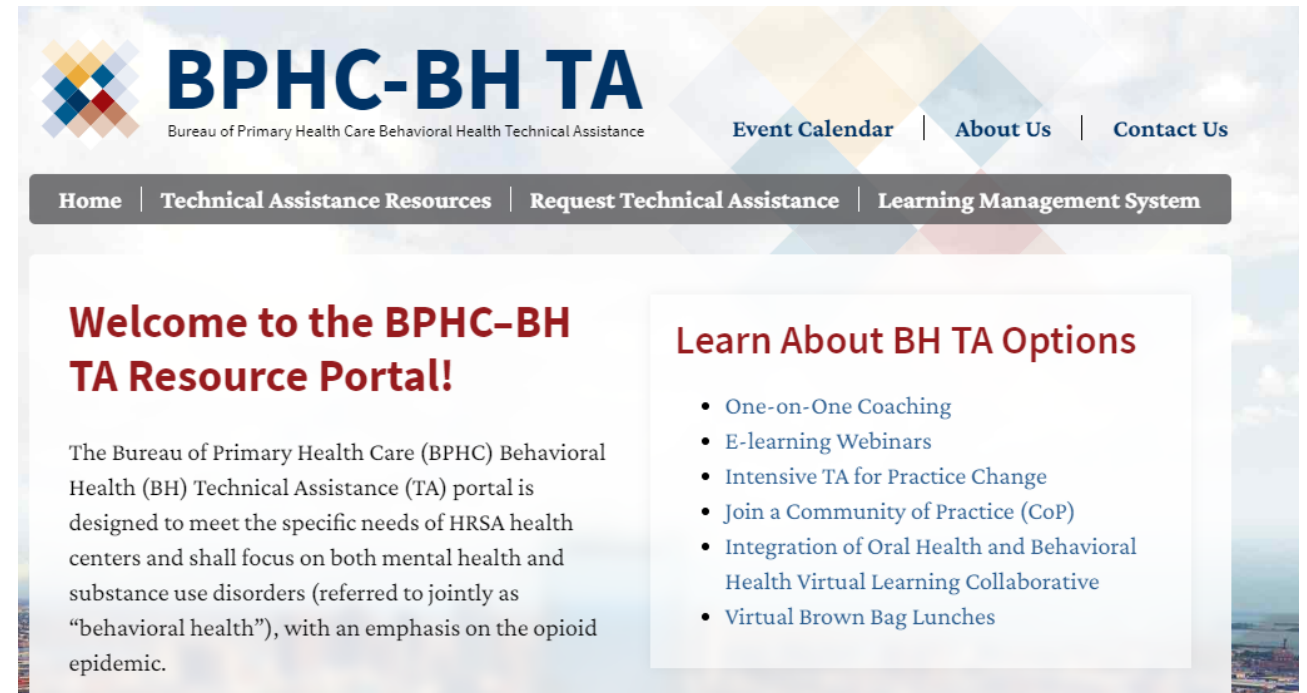 BPHC-BH TA
Bureau of Primary Health Care Behavioral Health Technical Assistance
Event Calendar | About Us | Contact Us
Home | Technical Assistance Resources | Request Technical Assistance | Learning Management System
Welcome to the BPHC–BH
TA Resource Portal!
The Bureau of Primary Health Care (BPHC) Behavioral
Health (BH) Technical Assistance (TA) portal is
designed to meet the specific needs of HRSA health
centers and shall focus on both mental health and
substance use disorders (referred to jointly as
“behavioral health”), with an emphasis on the opioid
epidemic.
Learn About BH TA Options
• One-on-One Coaching
• E-learning Webinars
• Intensive TA for Practice Change
• Join a Community of Practice (CoP)
• Integration of Oral Health and Behavioral
Health Virtual Learning Collaborative
• Virtual Brown Bag Lunches